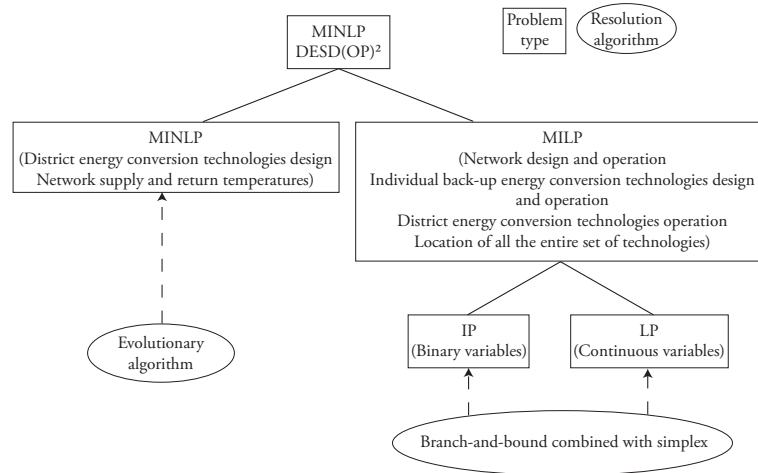 MINLP
DESD(OP)²
Problem
type
Resolution
algorithm
MINLP
(District energy conversion technologies design
Network supply and return temperatures)
MILP
(Network design and operation
Individual back-up energy conversion technologies design
and operation
District energy conversion technologies operation
Location of all the entire set of technologies)
Evolutionary
algorithm
IP
(Binary variables)
LP
(Continuous variables)
Branch-and-bound combined with simplex